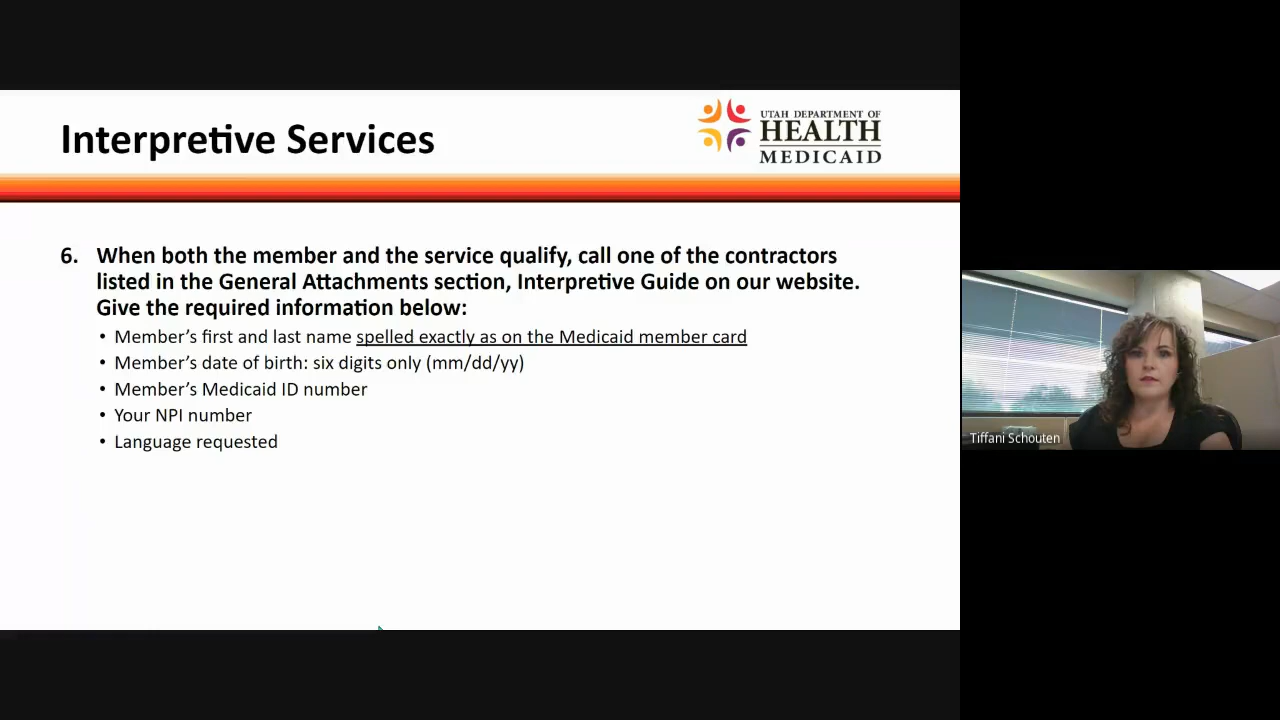 Interpretive Services
UTAH DEPARTMENT OF
HEALTH
MEDICAID
6. When both the member and the service qualify, call one of the contractors
listed in the General Attachments section, Interpretive Guide on our website.
Give the required information below:
• Member’s first and last name spelled exactly as on the Medicaid member card
• Member’s date of birth: six digits only (mm/dd/yy)
• Member’s Medicaid ID number
• Your NPI number
• Language requested
Tiffani Schouten